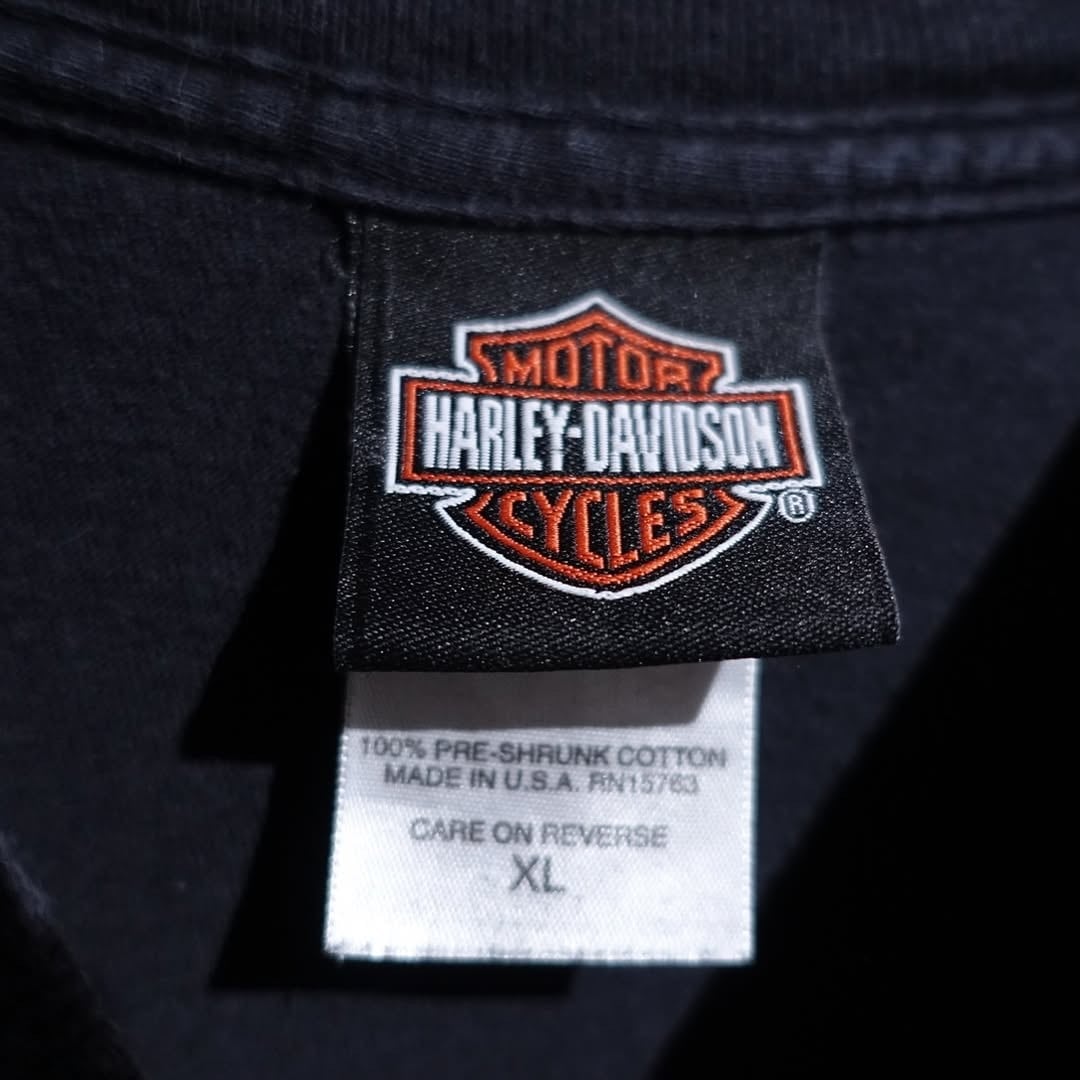 MOTOR
HARLEY-DAVIDSON
®
CYCLES
100% PRE-SHRUNK COTTON
MADE IN U.S.A. RN15763
CARE ON REVERSE
XL